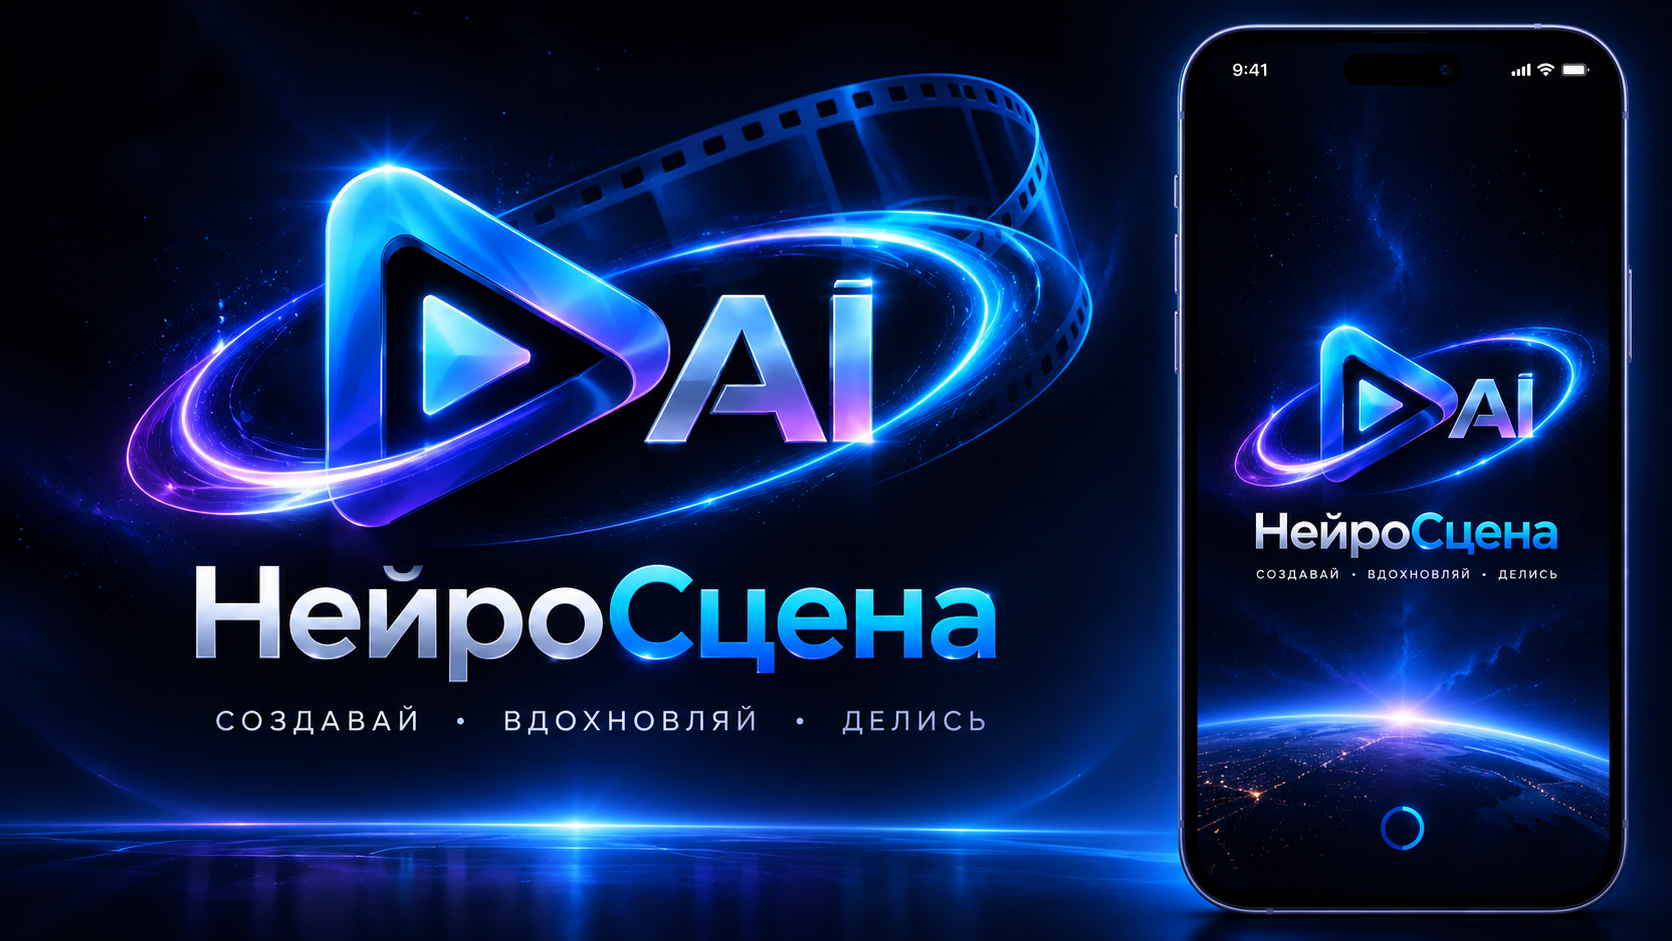 Ai
НейроСцена
СОЗДАВАЙ • ВДОХНОВЛЯЙ • ДЕЛИСЬ
9:41
Ai
НейроСцена
СОЗДАВАЙ • ВДОХНОВЛЯЙ • ДЕЛИСЬ